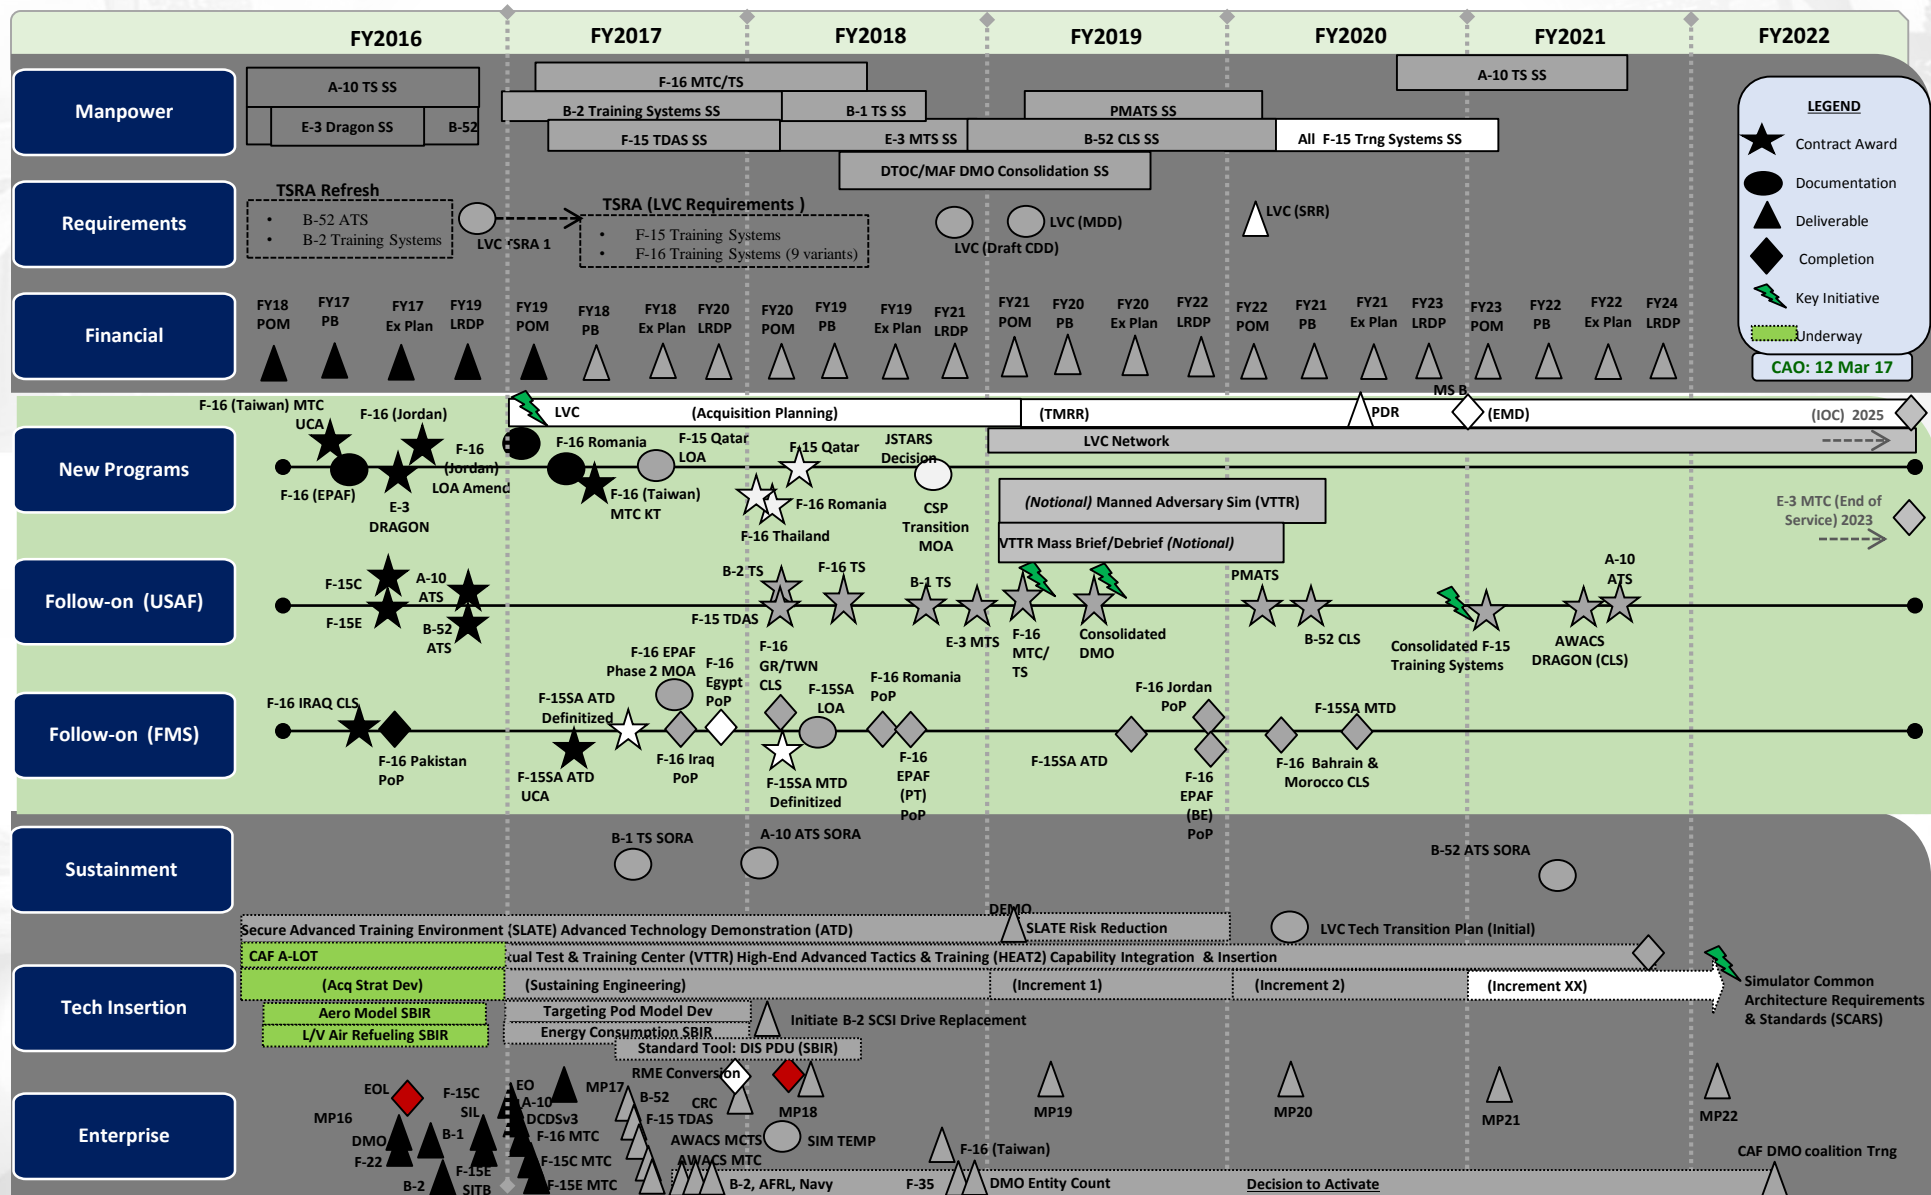 FY2016 FY2017 FY2018 FY2019 FY2020 FY2021 FY2022
Manpower
A-10 TS SS
F-16 MTC/TS
A-10 TS SS
E-3 Dragon SS
B-52
B-2 Training Systems SS
B-1 TS SS
PMATS SS
F-15 TDAS SS
E-3 MTS SS
B-52 CLS SS
All F-15 Trng Systems SS
DTOC/MAF DMO Consolidation SS
LEGEND
Contract Award
Documentation
Deliverable
Completion
Key Initiative
Underway
CAO: 12 Mar 17
Requirements
TSRA Refresh
• B-52 ATS
• B-2 Training Systems
LVC TSRA 1
TSRA (LVC Requirements )
• F-15 Training Systems
• F-16 Training Systems (9 variants)
LVC (Draft CDD)
LVC (MDD)
LVC (SRR)
Financial
FY18
POM
FY17
PB
FY17
Ex Plan
FY19
LRDP
FY19
POM
FY18
PB
FY18
Ex Plan
FY20
LRDP
FY20
POM
FY19
PB
FY19
Ex Plan
FY21
LRDP
FY21
POM
FY20
PB
FY20
Ex Plan
FY22
LRDP
FY22
POM
FY21
PB
FY21
Ex Plan
FY23
LRDP
FY23
POM
FY22
PB
FY22
Ex Plan
FY24
LRDP
New Programs
F-16 (Taiwan) MTC
UCA
F-16 (Jordan)
F-16 (EPAF)
E-3
DRAGON
F-16
(Jordan)
LOA Amend
LVC
(Acquisition Planning)
(TMRR)
PDR
MS B
(EMD)
(IOC) 2025
LVC Network
F-16 Romania
F-16 (Taiwan)
MTC KT
F-15 Qatar
LOA
F-15 Qatar
F-16 Romania
F-16 Thailand
JSTARS
Decision
CSP
Transition
MOA
(Notional) Manned Adversary Sim (VTTR)
VTTR Mass Brief/Debrief (Notional)
E-3 MTC (End of
Service) 2023
Follow-on (USAF)
F-15C
F-15E
A-10
ATS
B-52
ATS
B-2 TS
F-15 TDAS
F-16 TS
B-1 TS
E-3 MTS
F-16
MTC/
TS
Consolidated
DMO
PMATS
B-52 CLS
Consolidated F-15
Training Systems
AWACS
DRAGON (CLS)
A-10
ATS
Follow-on (FMS)
F-16 IRAQ CLS
F-16 Pakistan
PoP
F-15SA ATD
Definitized
F-15SA ATD
UCA
F-16 EPAF
Phase 2 MOA
F-16 Iraq
PoP
F-16
Egypt
PoP
F-16
GR/TWN
CLS
F-15SA MTD
Definitized
F-15SA
LOA
F-16 Romania
PoP
F-16
EPAF
(PT)
PoP
F-15SA ATD
F-16 Jordan
PoP
F-16
EPAF
(BE)
PoP
F-16 Bahrain &
Morocco CLS
F-15SA MTD
Sustainment
B-1 TS SORA
A-10 ATS SORA
B-52 ATS SORA
Tech Insertion
Secure Advanced Training Environment (SLATE) Advanced Technology Demonstration (ATD)
DEMO
SLATE Risk Reduction
LVC Tech Transition Plan (Initial)
CAF A-LOT
Test & Training Center (VTTR) High-End Advanced Tactics & Training (HEAT2) Capability Integration & Insertion
(Acq Strat Dev)
(Sustaining Engineering)
(Increment 1)
(Increment 2)
(Increment XX)
Simulator Common
Architecture Requirements
& Standards (SCARS)
Aero Model SBIR
Targeting Pod Model Dev
Initiate B-2 SCSI Drive Replacement
L/V Air Refueling SBIR
Energy Consumption SBIR
Standard Tool: DIS PDU (SBIR)
Enterprise
EOL
MP16
DMO
F-22
B-2
B-1
F-15C
SIL
F-15E
SITB
EO
A-10
DCDSv3
F-16 MTC
F-15C MTC
F-15E MTC
MP17
B-52
F-15 TDAS
RME Conversion
CRC
AWACS MCTS
AWACS MTC
B-2, AFRL, Navy
MP18
SIM TEMP
F-16 (Taiwan)
F-35
DMO Entity Count
Decision to Activate
MP19
MP20
MP21
MP22
CAF DMO coalition Trng